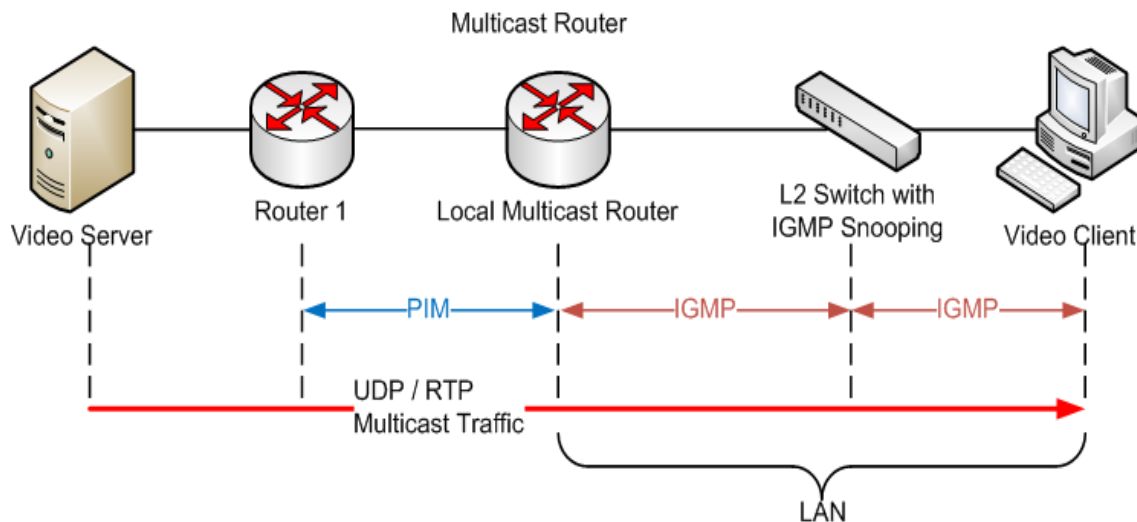 Multicast Router
Video Server
Router 1
Local Multicast Router
L2 Switch with
IGMP Snooping
Video Client
PIM
IGMP
IGMP
UDP / RTP
Multicast Traffic
LAN